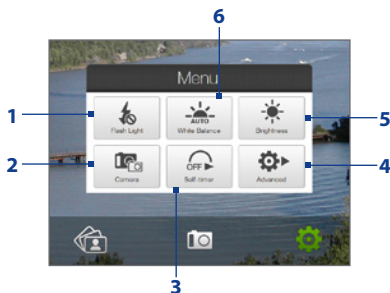 6
Menu
1
AUTO
Flash Light
White Balance
Brightness
5
2
OFF
Camera
Self-timer
Advanced
4
3